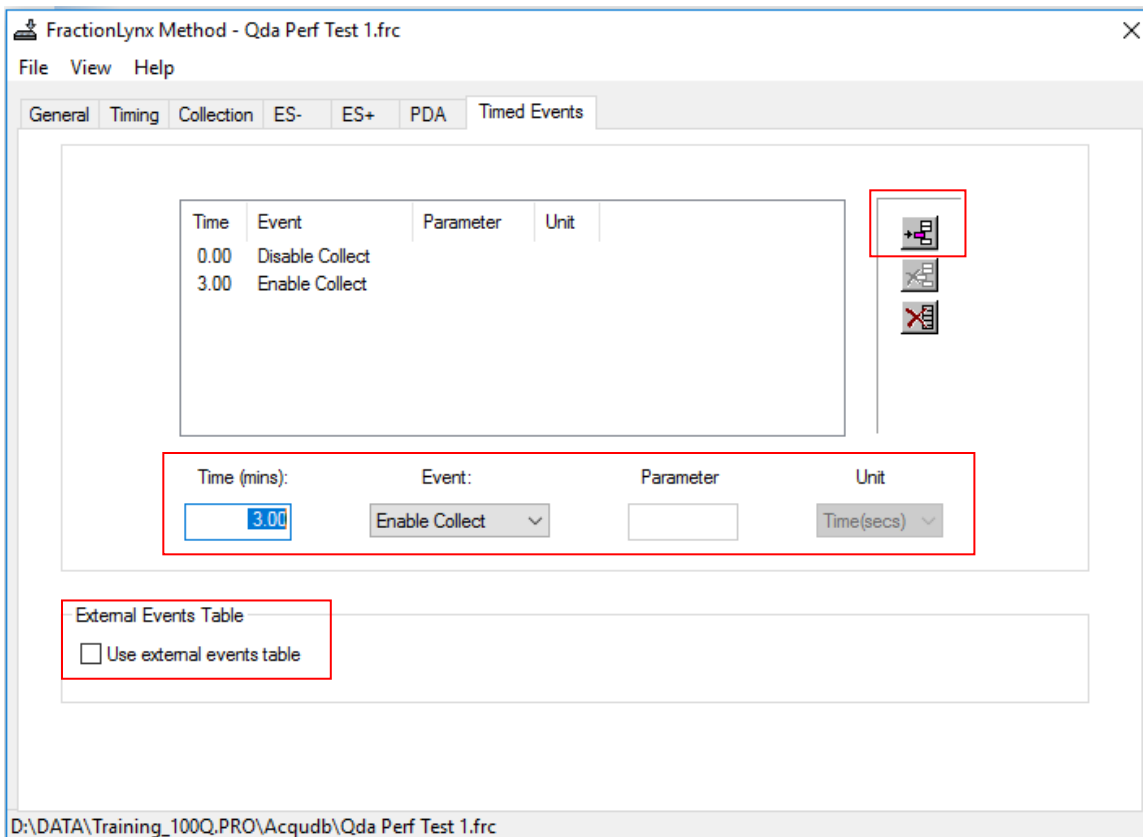 FractionLynx Method - Qda Perf Test 1.frc
File View Help
General Timing Collection ES- ES+ PDA Timed Events
Time Event Parameter Unit
0.00 Disable Collect
3.00 Enable Collect
Time (mins): Event: Parameter Unit
3.00 Enable Collect Time(secs)
External Events Table
Use external events table
D:\DATA\Training_100Q.PRO\Acqudb\Qda Perf Test 1.frc